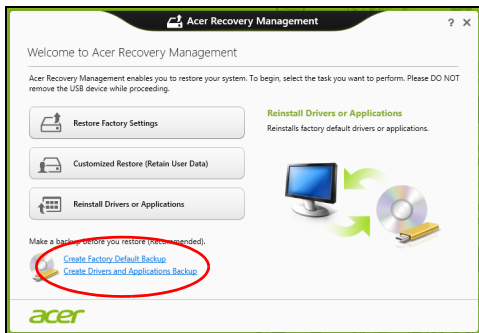 Acer Recovery Management
? ×
Welcome to Acer Recovery Management
Acer Recovery Management enables you to restore your system. To begin, select the task you want to perform. Please DO NOT
remove the USB device while proceeding.
Restore Factory Settings
Customized Restore (Retain User Data)
Reinstall Drivers or Applications
Reinstall Drivers or Applications
Reinstalls factory default drivers or applications.
Make a backup before you restore (Recommended).
Create Factory Default Backup
Create Drivers and Applications Backup
acer